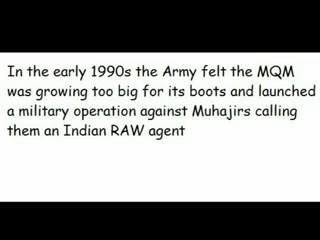 In the early 1990s the Army felt the MQM
was growing too big for its boots and launched
a military operation against Muhajirs calling
them an Indian RAW agent